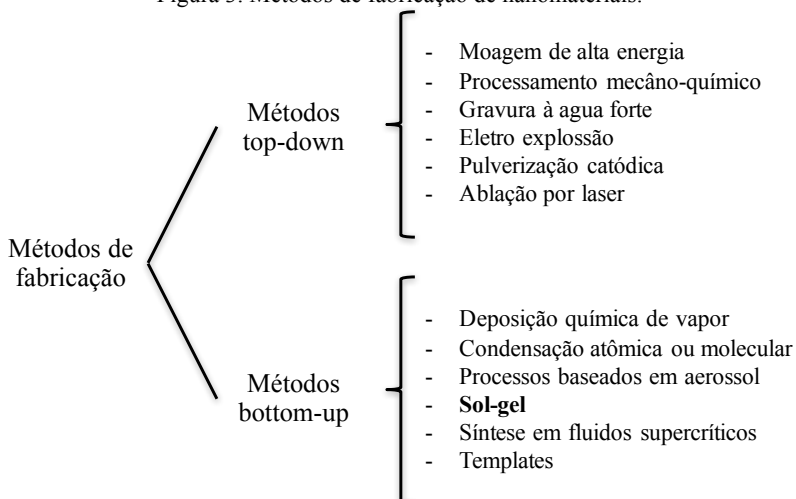 Figura 3. Métodos de fabricação de nanomateriais.
Métodos de
fabricação
Métodos
top-down
- Moagem de alta energia
- Processamento mecâno-químico
- Gravura à agua forte
- Eletro explossão
- Pulverização catódica
- Ablação por laser
Métodos
bottom-up
- Deposição química de vapor
- Condensação atômica ou molecular
- Processos baseados em aerossol
- Sol-gel
- Síntese em fluidos supercríticos
- Templates